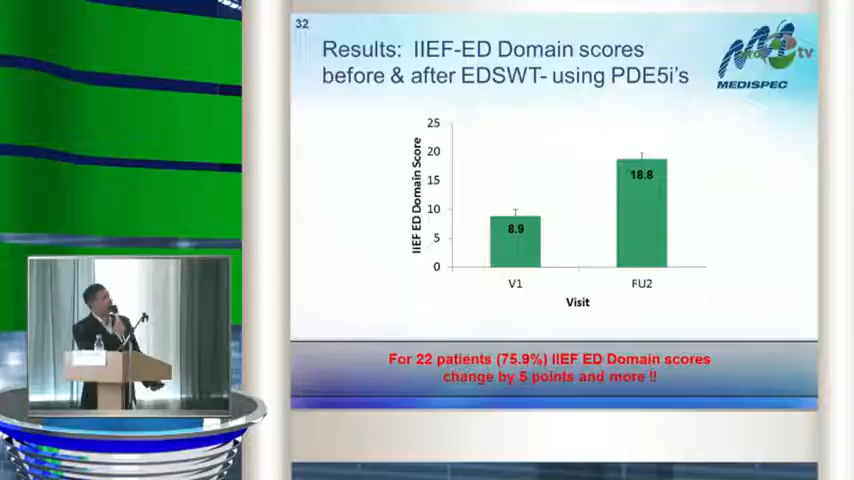 32
Results: IIEF-ED Domain scores
before & after EDSWT- using PDE5i's
tv
MEDISPEC
25
20
15
10
5
0
IIEF ED Domain Score
8.9
18.8
V1
FU2
Visit
For 22 patients (75.9%) IIEF ED Domain scores
change by 5 points and more !!